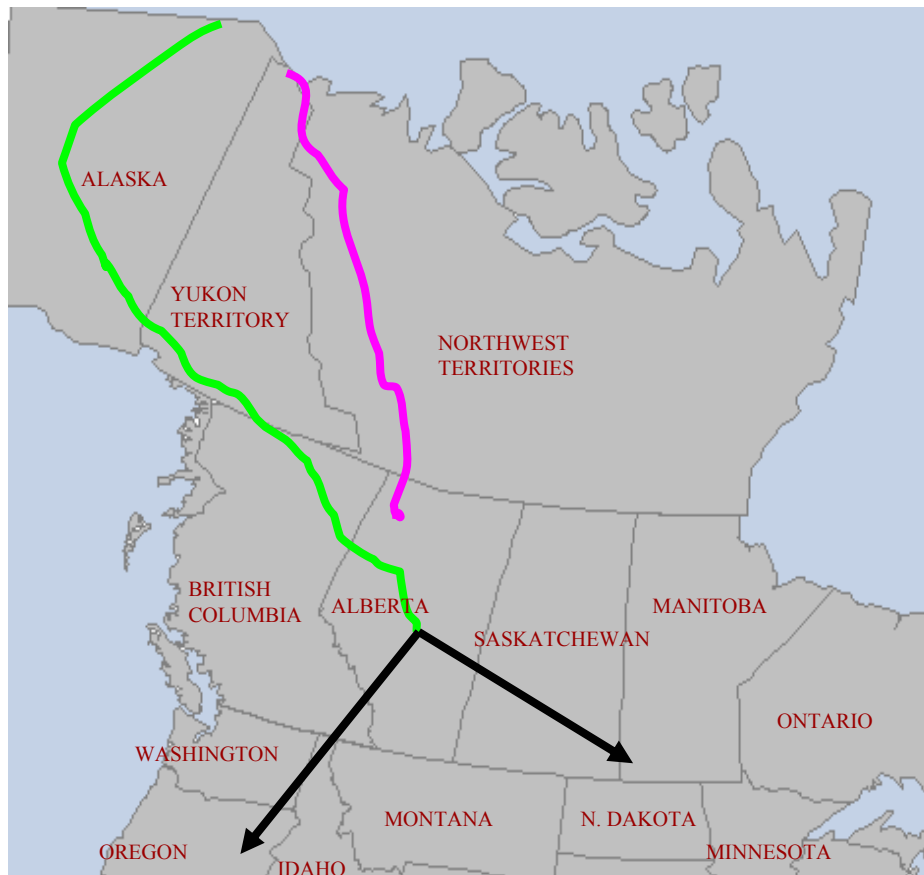 ALASKA
YUKON
TERRITORY
NORTHWEST
TERRITORIES
BRITISH
COLUMBIA
ALBERTA
MANITOBA
SASKATCHEWAN
ONTARIO
WASHINGTON
MONTANA
N. DAKOTA
OREGON
IDAHO
MINNESOTA